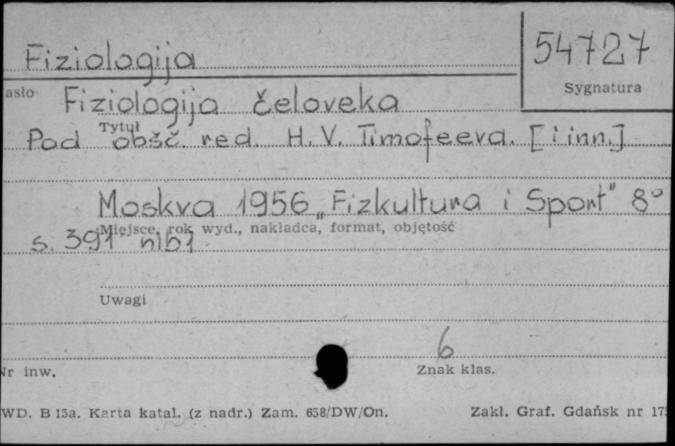 Fiziologija
54727
Sygnatura
asło
Fiziologija čeloveka
Tytuł
Pod obšč. red. H. V. Timofeeva. [i inn.]
Moskva 1956 „Fizkultura i Sport" 8°
Miejsce, rok wyd., nakładca, format, objętość
s. 391 nlb1
Uwagi
6
Nr inw.
Znak klas.
WD. B 15a. Karta katal. (z nadr.) Zam. 658/DW/On.
Zakł. Graf. Gdańsk nr 175